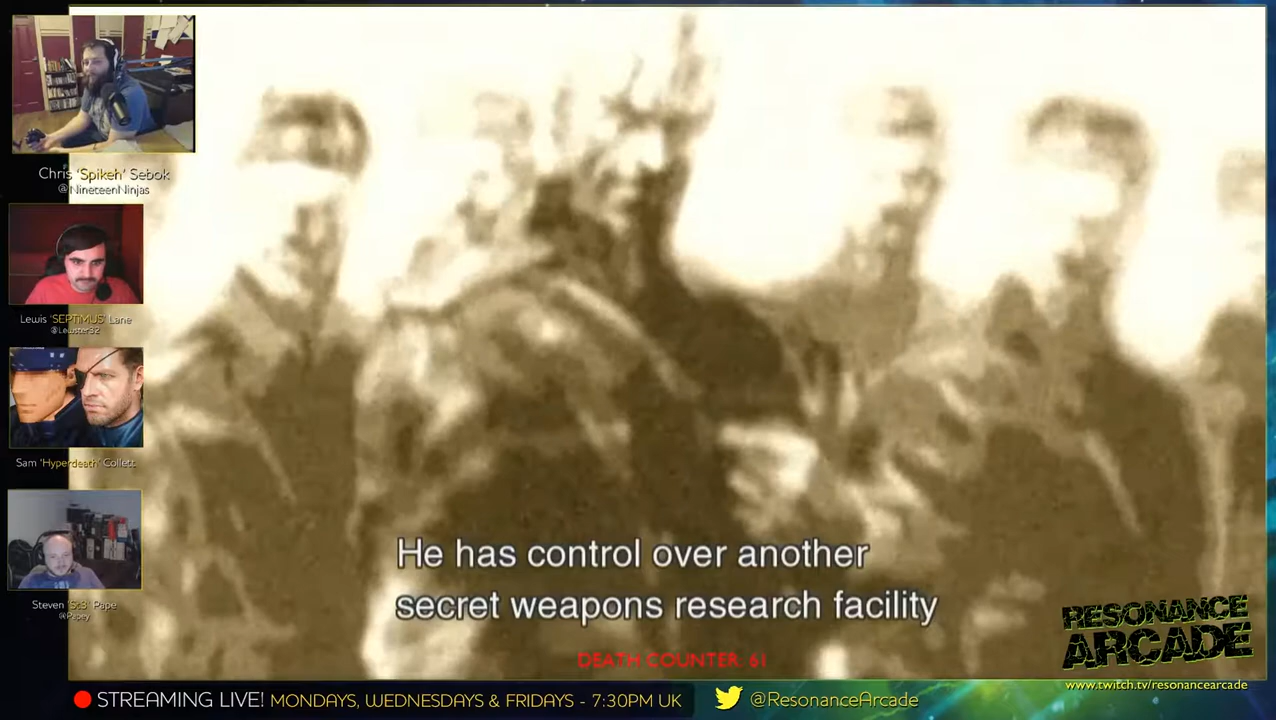 Chris 'Spikeh' Sebok
@NineteenNinjas
Lewis 'SEPTiMUS' Lane
@Lewster32
Sam 'Hyperdeath' Collett
Steven 'St3' Pape
@Papey
He has control over another
secret weapons research facility
DEATH COUNTER: 61
RESONANCE
ARCADE
www.twitch.tv/resonancearcade
STREAMING LIVE! MONDAYS, WEDNESDAYS & FRIDAYS - 7:30PM UK
@ResonanceArcade